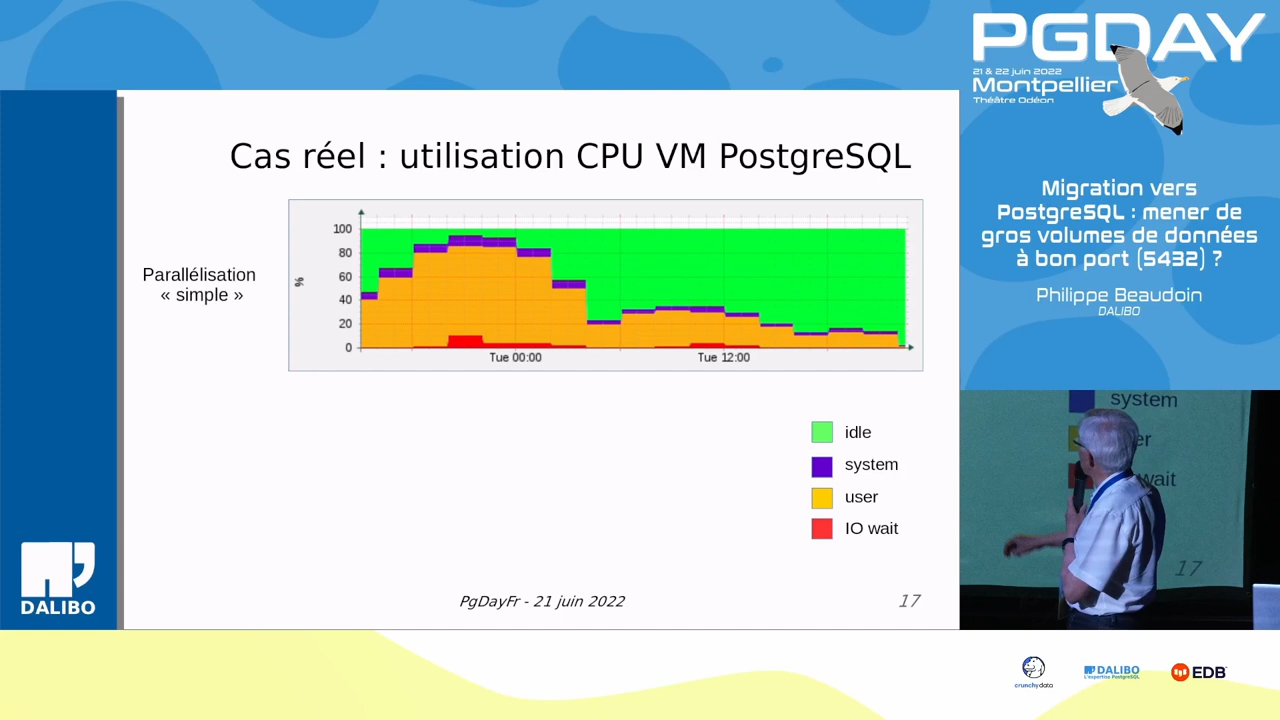 PGDAY
21 & 22 juin 2022
Montpellier
Théâtre Odéon
Cas réel : utilisation CPU VM PostgreSQL
Parallélisation
« simple »
100
80
60
40
20
0
%
Tue 00:00
Tue 12:00
idle
system
user
IO wait
DALIBO
PgDayFr - 21 juin 2022
17
Migration vers
PostgreSQL : mener de
gros volumes de données
à bon port (5432) ?
Philippe Beaudoin
DALIBO
system
er
wait
17
crunchydata
DALIBO
L'expertise PostgreSQL
EDB